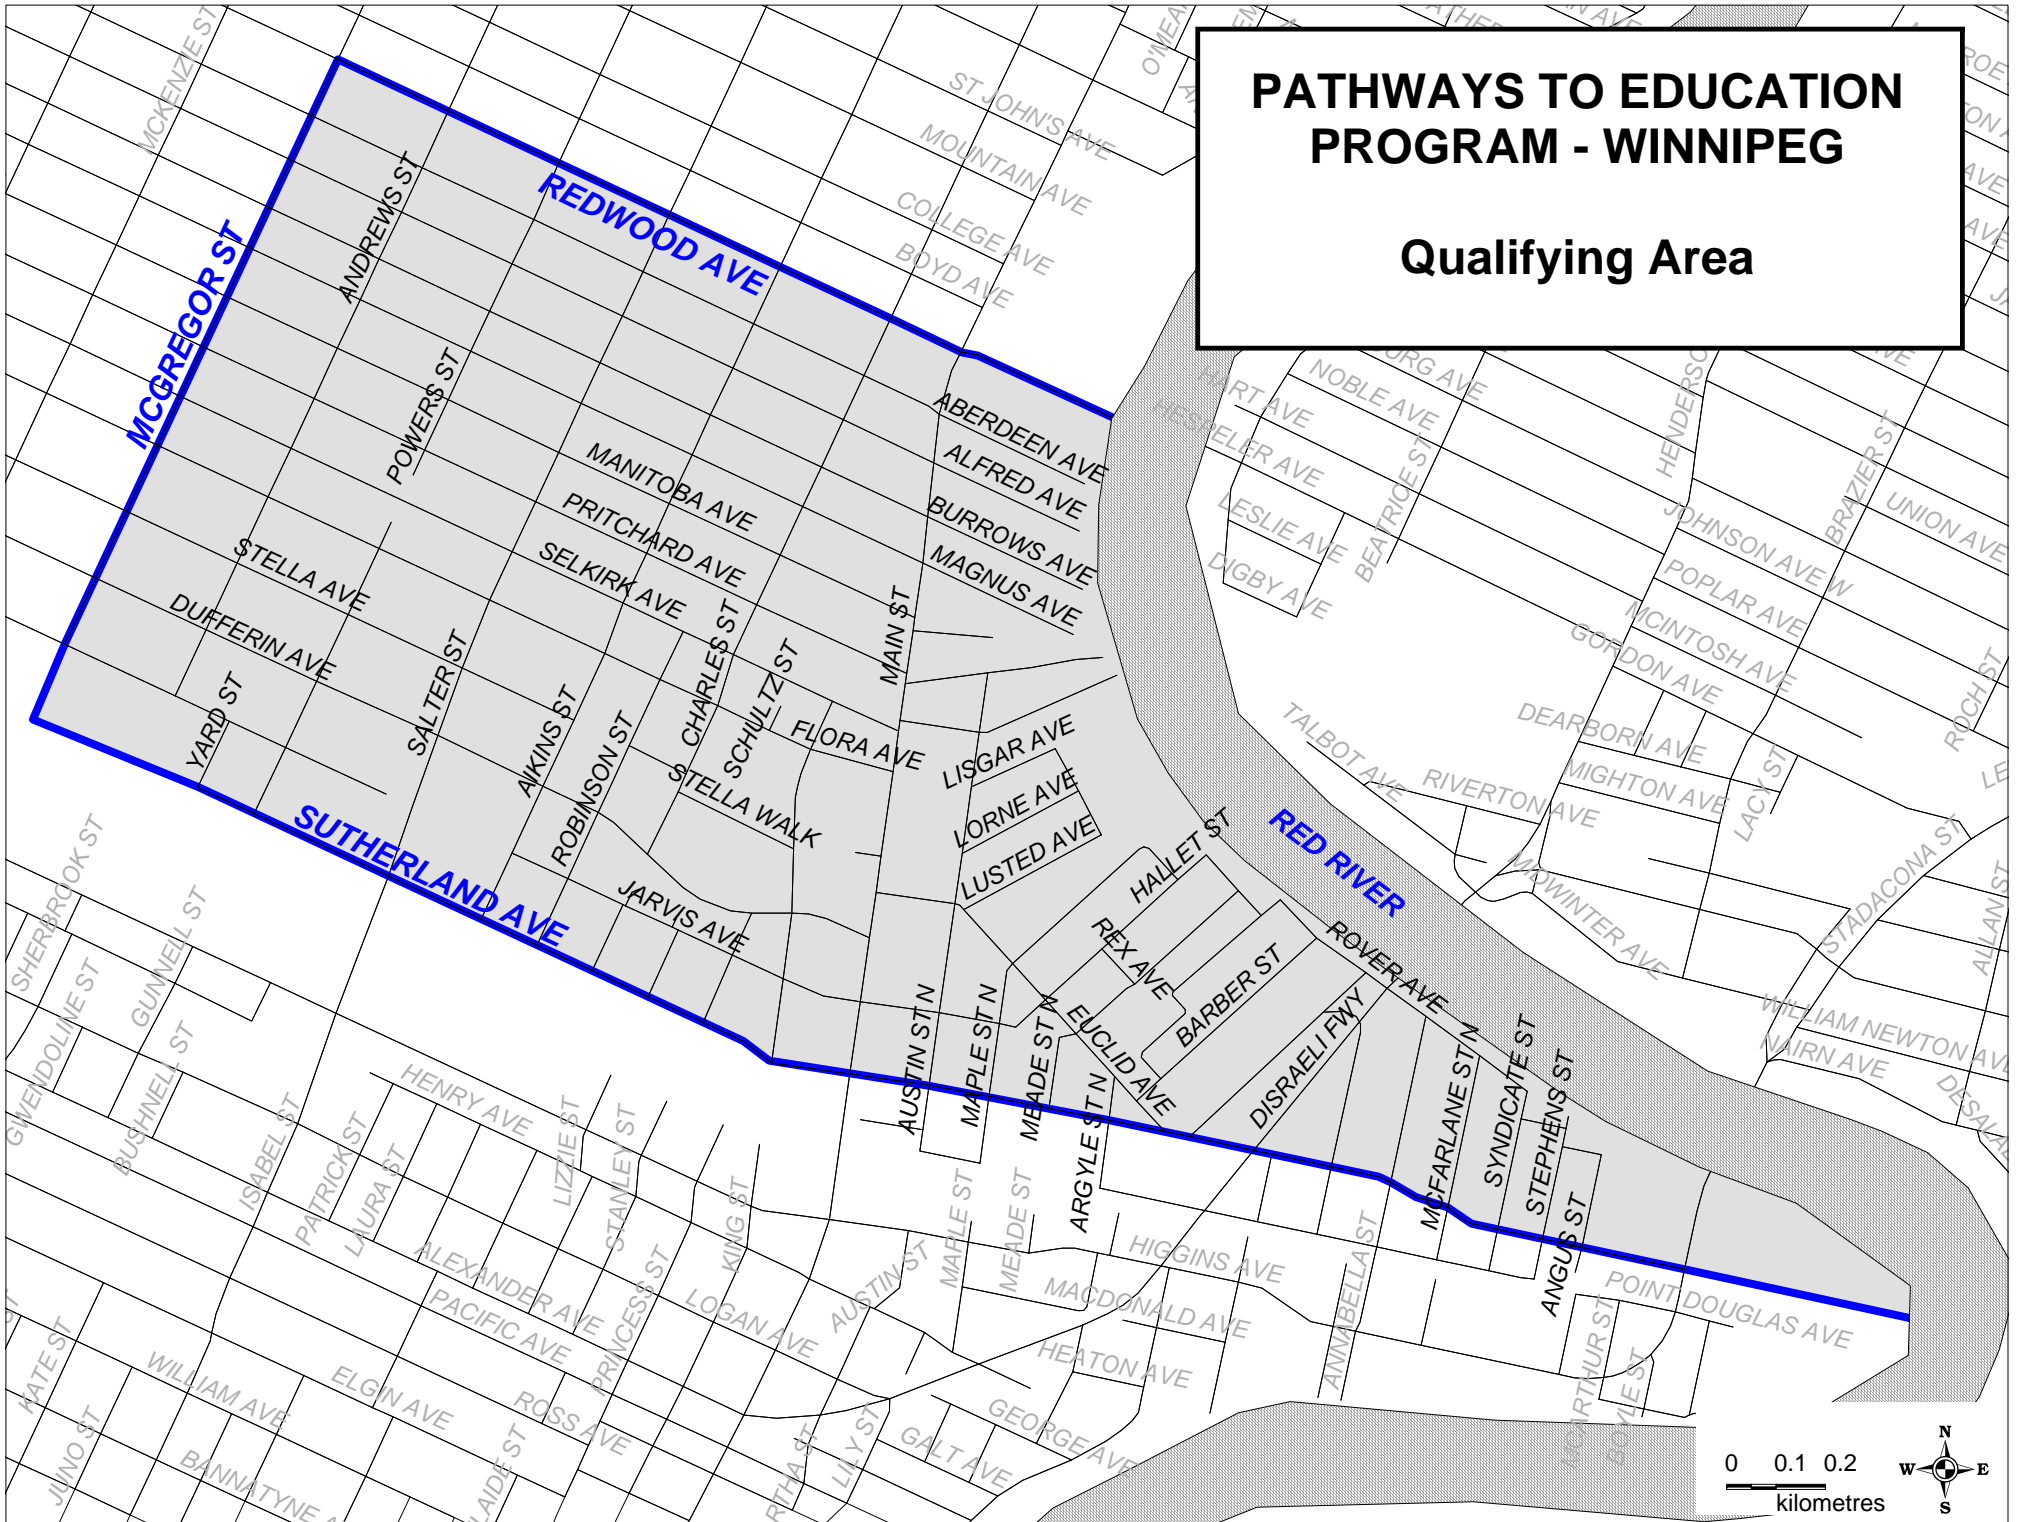 PATHWAYS TO EDUCATION
PROGRAM - WINNIPEG
Qualifying Area
MCKENZIE ST
ST JOHN'S AVE
MOUNTAIN AVE
COLLEGE AVE
BOYD AVE
ANDREWS ST
REDWOOD AVE
MCGREGOR ST
POWERS ST
ABERDEEN AVE
ALFRED AVE
BURROWS AVE
MAGNUS AVE
MANITOBA AVE
PRITCHARD AVE
SELKIRK AVE
STELLA AVE
DUFFERIN AVE
YARD ST
SALTER ST
AIKINS ST
ROBINSON ST
CHARLES ST
SCHULTZ ST
MAIN ST
FLORA AVE
STELLA WALK
JARVIS AVE
SUTHERLAND AVE
LISGAR AVE
LORNE AVE
LUSTED AVE
HALLET ST
REX AVE
BARBER ST
ROVER AVE
EUCLID AVE
DISRAELI FWY
RED RIVER
AUSTIN ST N
MAPLE ST N
MEADE ST N
ARGYLE ST N
MCFARLANE ST N
SYNDICATE ST
STEPHENS ST
ANGUS ST
HART AVE
HESPELER AVE
NOBLE AVE
LESLIE AVE
DIGBY AVE
BEATRICE ST
BRAZIER ST
UNION AVE
JOHNSON AVE W
POPLAR AVE
MCINTOSH AVE
GORDON AVE
DEARBORN AVE
MIGHTON AVE
TALBOT AVE
RIVERTON AVE
LACY ST
ROCH ST
MIDWINTER AVE
STADACONA ST
ALLAN ST
WILLIAM NEWTON AVE
NAIRN AVE
SHERBROOK ST
GUNNELL ST
GWENDOLINE ST
BUSHNELL ST
HENRY AVE
ISABEL ST
PATRICK ST
LAURA ST
LIZZIE ST
STANLEY ST
KING ST
PRINCESS ST
ALEXANDER AVE
PACIFIC AVE
LOGAN AVE
AUSTIN ST
MAPLE ST
MEADE ST
HIGGINS AVE
MACDONALD AVE
HEATON AVE
ANNABELLA ST
POINT DOUGLAS AVE
MCARTHUR ST
BOYLE ST
KATE ST
JUNO ST
WILLIAM AVE
ELGIN AVE
ROSS AVE
BANNATYNE
LILY ST
GALT AVE
GEORGE AVE
0 0.1 0.2
kilometres
N
W E
S